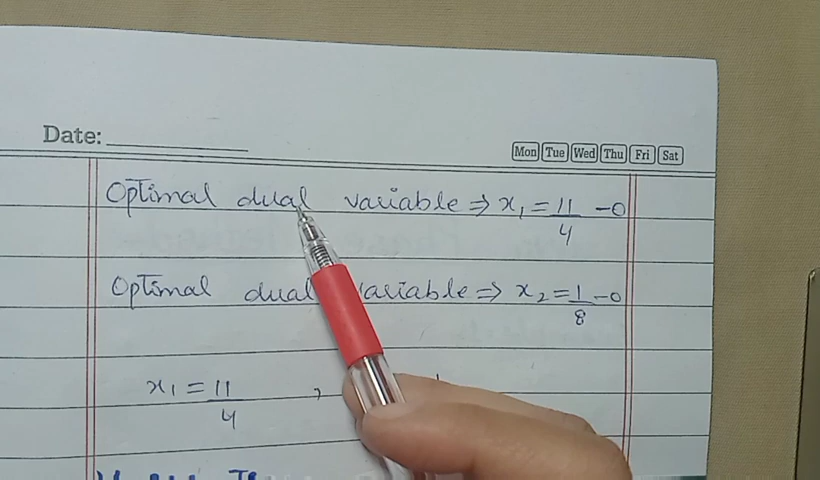 Date:
Mon Tue Wed Thu Fri Sat
Optimal dual variable ⇒ x₁ = 11/4 - 0
Optimal dual variable ⇒ x₂ = 1/8 - 0
x₁ = 11/4 ,